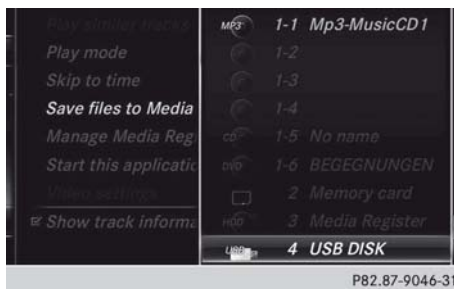 Play similar tracks
Play mode
Skip to time
Save files to Media
Manage Media Reg
Start this applicatio
Video settings
Show track informa
MP3 1-1 Mp3-MusicCD1
1-2
1-3
1-4
CD 1-5 No name
DVD 1-6 BEGEGNUNGEN
2 Memory card
HDD 3 Media Register
USB 4 USB DISK
P82.87-9046-31